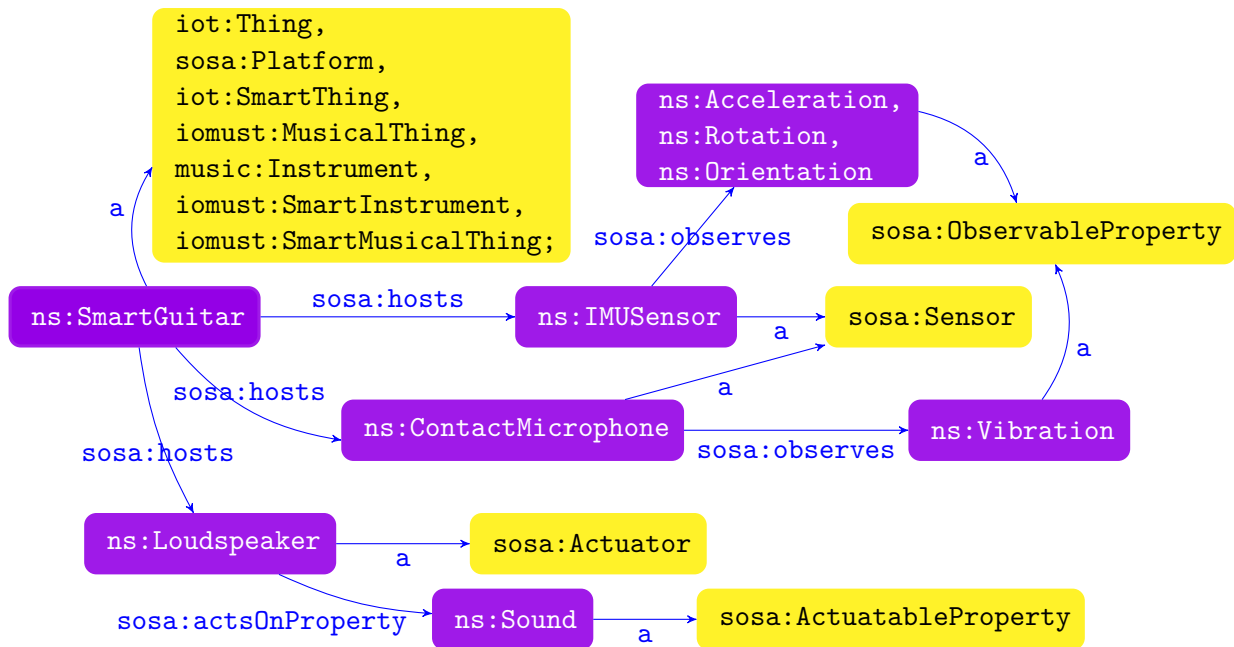 iot:Thing,
sosa:Platform,
iot:SmartThing,
iomust:MusicalThing,
music:Instrument,
iomust:SmartInstrument,
iomust:SmartMusicalThing;
a
ns:Acceleration,
ns:Rotation,
ns:Orientation
a
sosa:observes
sosa:ObservableProperty
ns:SmartGuitar
sosa:hosts
ns:IMUSensor
a
sosa:Sensor
a
sosa:hosts
a
ns:ContactMicrophone
sosa:observes
ns:Vibration
sosa:hosts
ns:Loudspeaker
a
sosa:Actuator
sosa:actsOnProperty
ns:Sound
a
sosa:ActuatableProperty